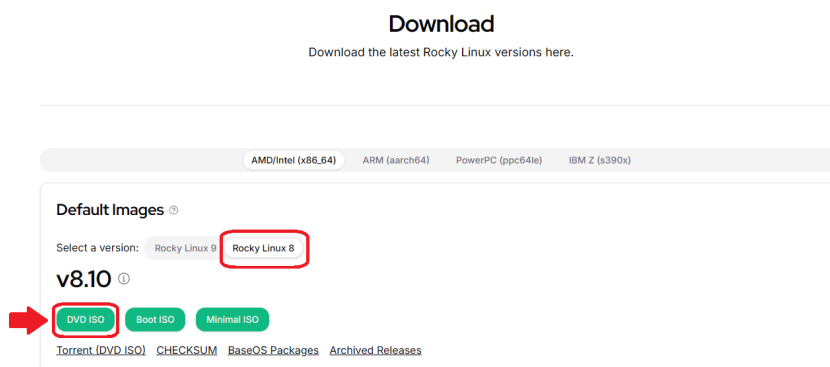 Download
Download the latest Rocky Linux versions here.
AMD/Intel (x86_64) ARM (aarch64) PowerPC (ppc64le) IBM Z (s390x)
Default Images
Select a version: Rocky Linux 9 Rocky Linux 8
v8.10
DVD ISO Boot ISO Minimal ISO
Torrent (DVD ISO) CHECKSUM BaseOS Packages Archived Releases